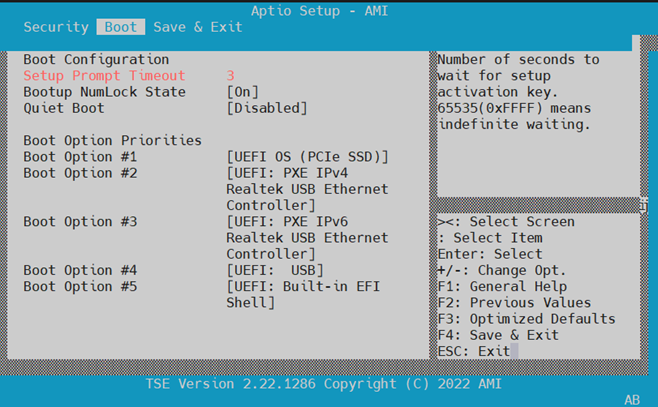 Aptio Setup - AMI
Security Boot Save & Exit
Boot Configuration
Setup Prompt Timeout 3
Bootup NumLock State [On]
Quiet Boot [Disabled]
Boot Option Priorities
Boot Option #1 [UEFI OS (PCIe SSD)]
Boot Option #2 [UEFI: PXE IPv4
Realtek USB Ethernet
Controller]
Boot Option #3 [UEFI: PXE IPv6
Realtek USB Ethernet
Controller]
Boot Option #4 [UEFI:  USB]
Boot Option #5 [UEFI: Built-in EFI
Shell]
Number of seconds to
wait for setup
activation key.
65535(0xFFFF) means
indefinite waiting.
><: Select Screen
: Select Item
Enter: Select
+/-: Change Opt.
F1: General Help
F2: Previous Values
F3: Optimized Defaults
F4: Save & Exit
ESC: Exit
TSE Version 2.22.1286 Copyright (C) 2022 AMI
AB